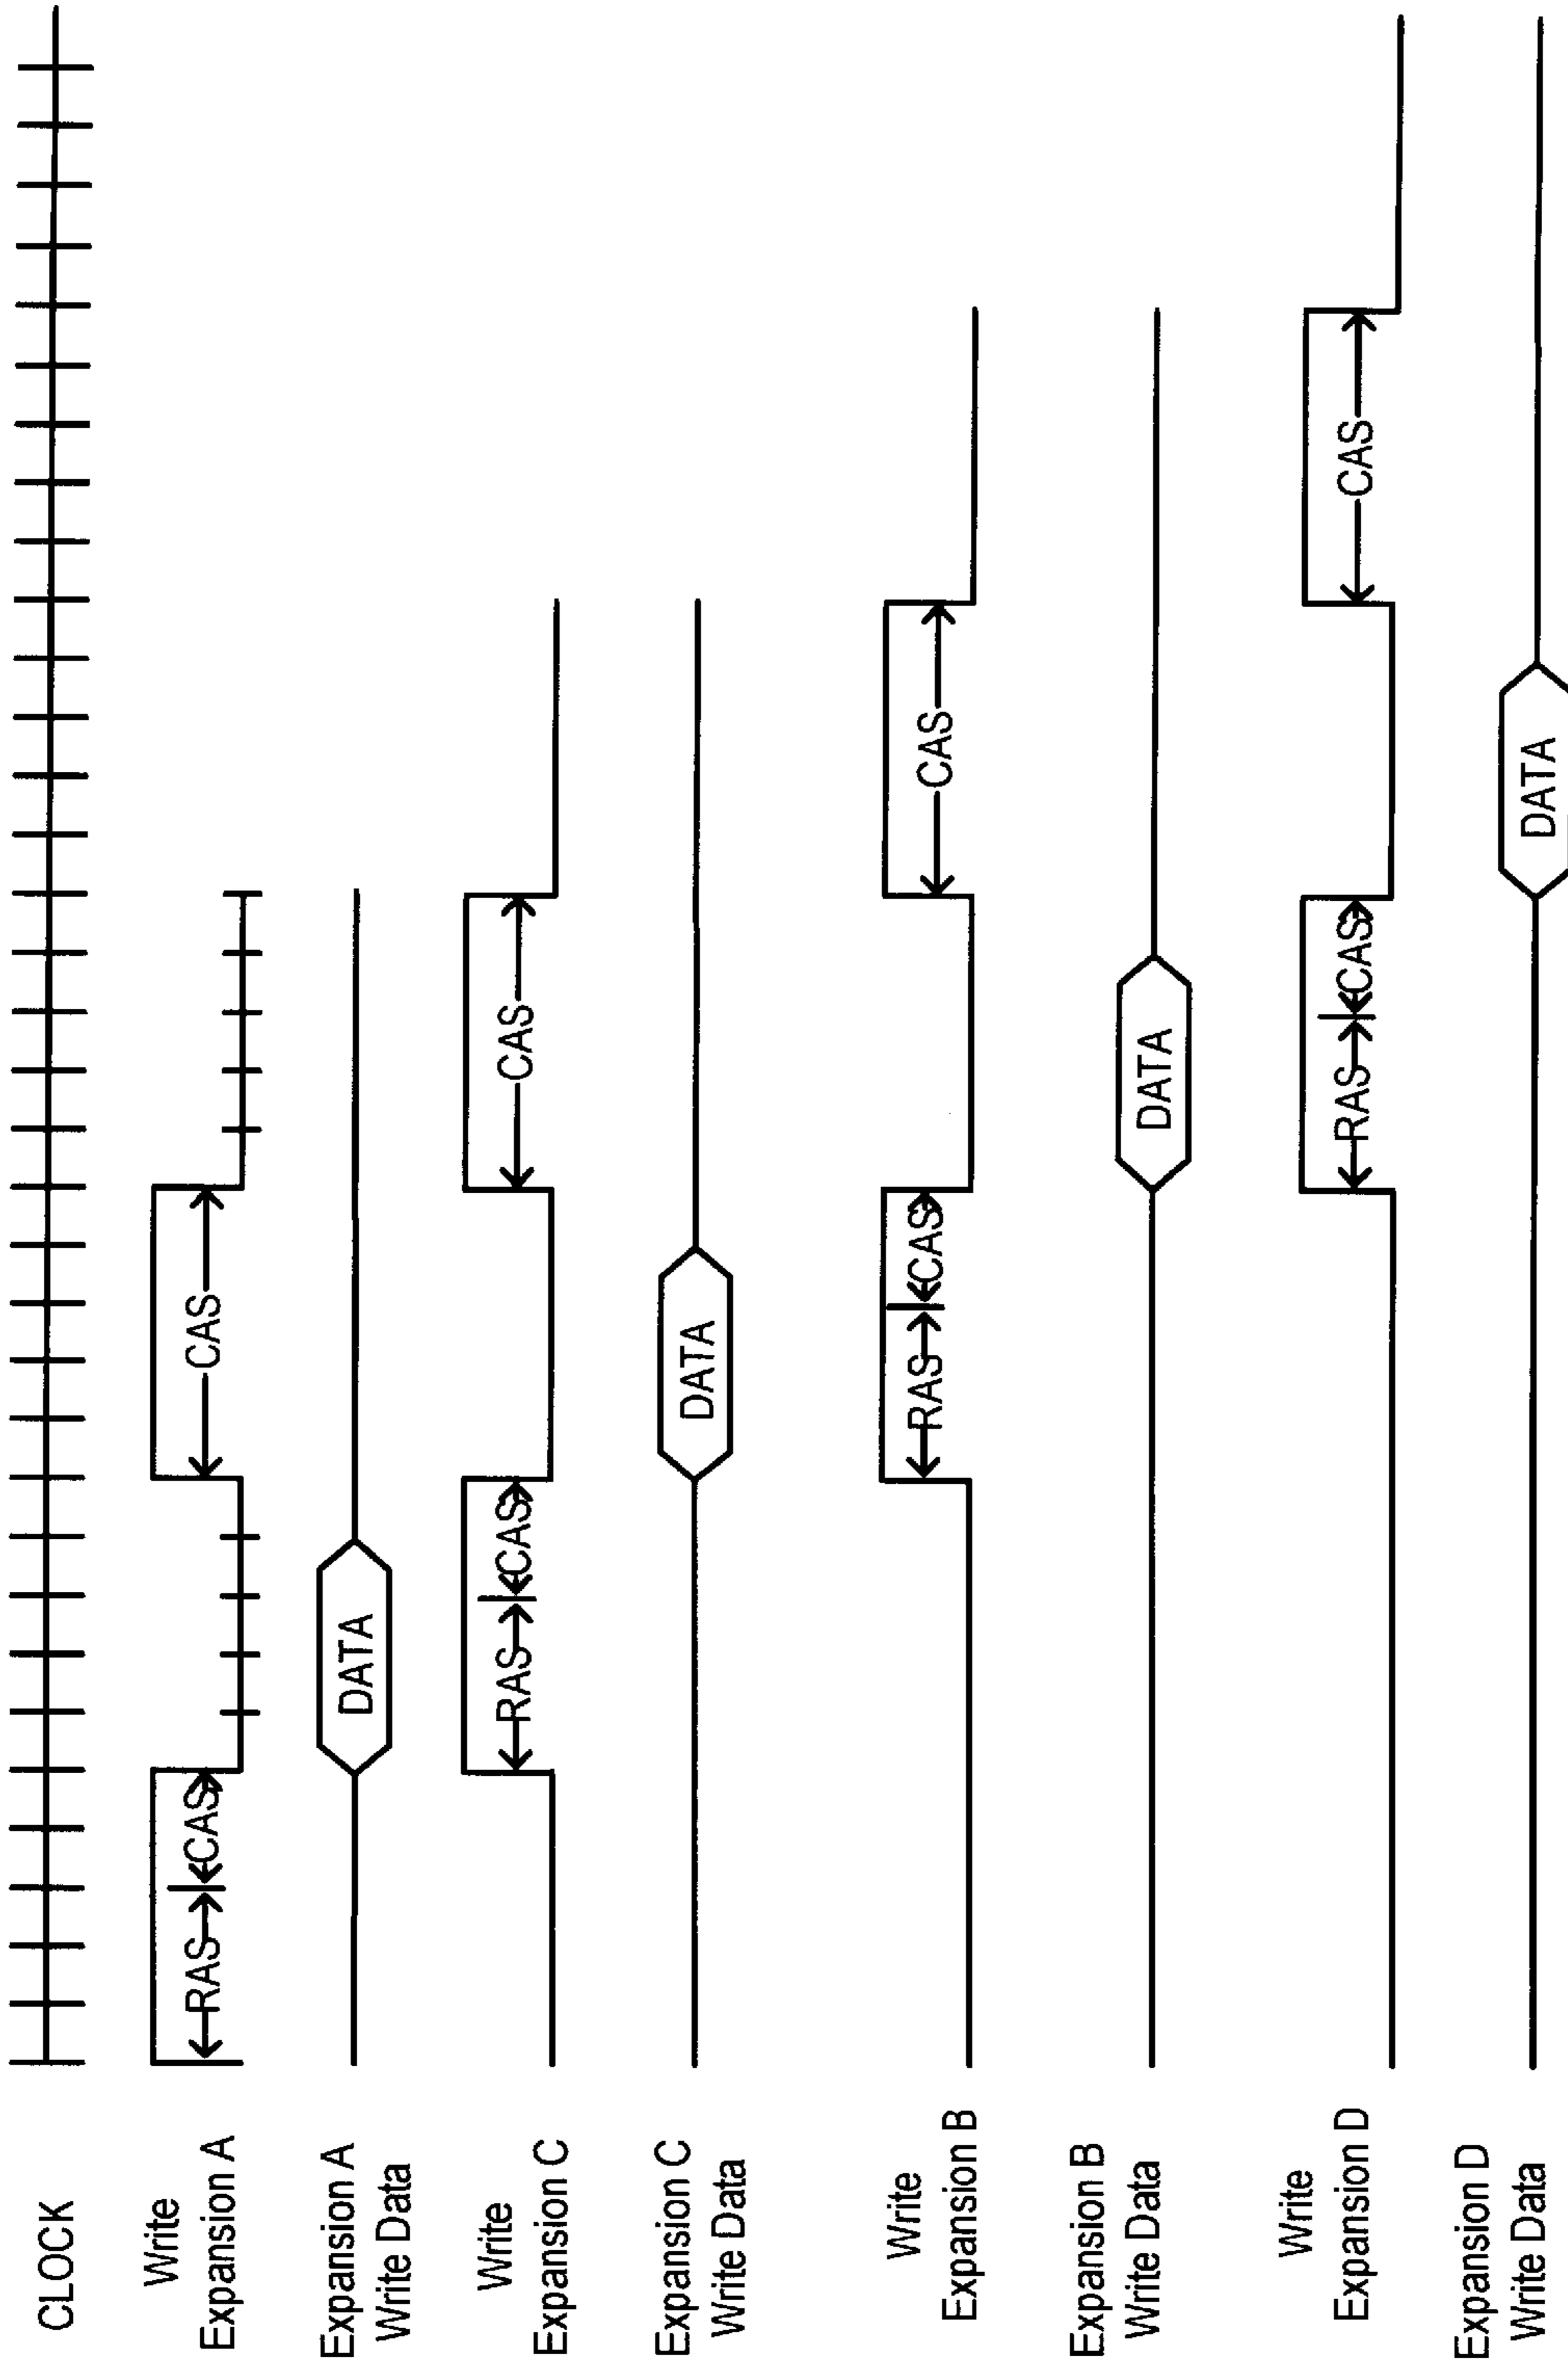 CLOCK
Write
Expansion A
RAS
CAS
CAS
Expansion A
Write Data
DATA
Write
Expansion C
RAS
CAS
CAS
Expansion C
Write Data
DATA
Write
Expansion B
RAS
CAS
CAS
Expansion B
Write Data
DATA
Write
Expansion D
RAS
CAS
CAS
Expansion D
Write Data
DATA